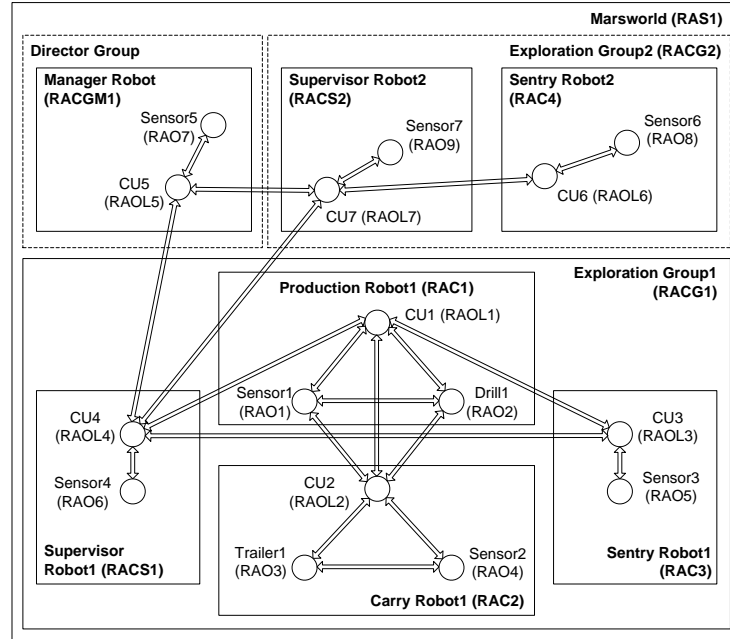 Marsworld (RAS1)
Director Group
Exploration Group2 (RACG2)
Manager Robot
(RACGM1)
Supervisor Robot2
(RACS2)
Sentry Robot2
(RAC4)
Sensor5
(RAO7)
Sensor7
(RAO9)
Sensor6
(RAO8)
CU5
(RAOL5)
CU7 (RAOL7)
CU6 (RAOL6)
Exploration Group1
(RACG1)
Production Robot1 (RAC1)
CU1 (RAOL1)
Sensor1
(RAO1)
Drill1
(RAO2)
CU4
(RAOL4)
CU3
(RAOL3)
Sensor4
(RAO6)
CU2
(RAOL2)
Sensor3
(RAO5)
Supervisor
Robot1 (RACS1)
Trailer1
(RAO3)
Sensor2
(RAO4)
Sentry Robot1
(RAC3)
Carry Robot1 (RAC2)